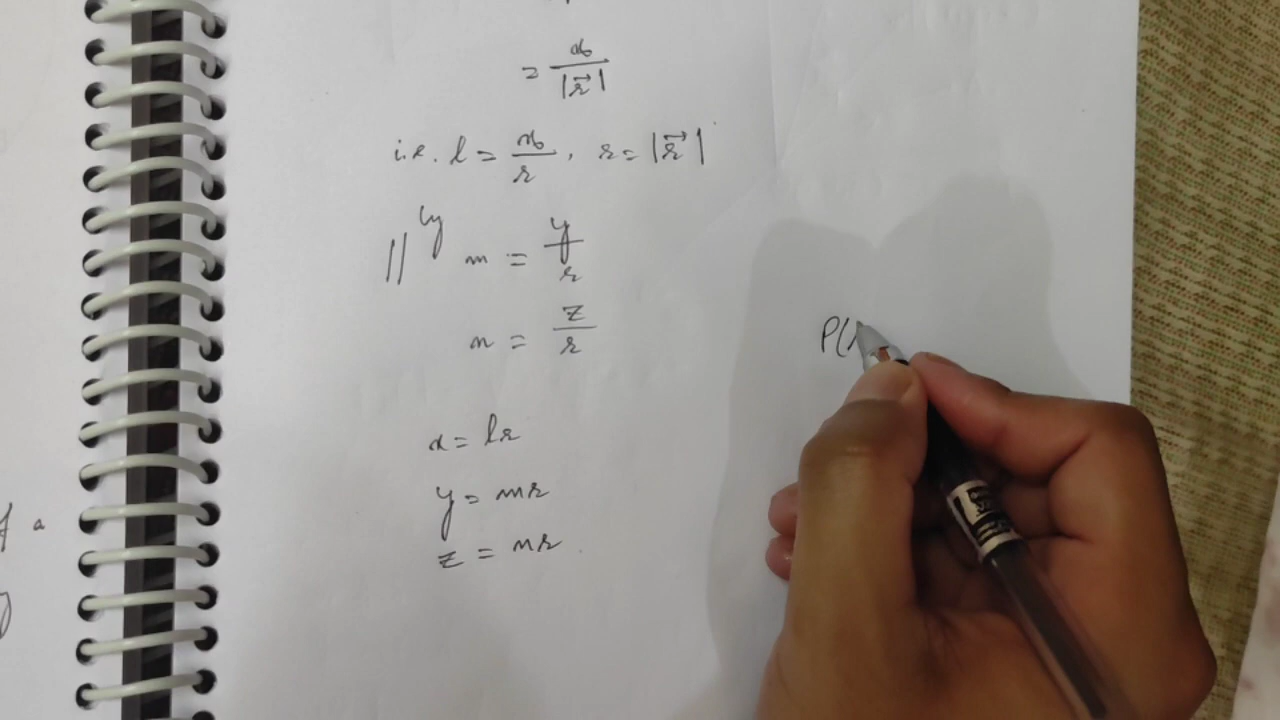 = x / |r⃗|
i.e. l = x/r , r = |r⃗|
||ly m = y/r
n = z/r
P(
x = lr
y = mr
z = nr
f a